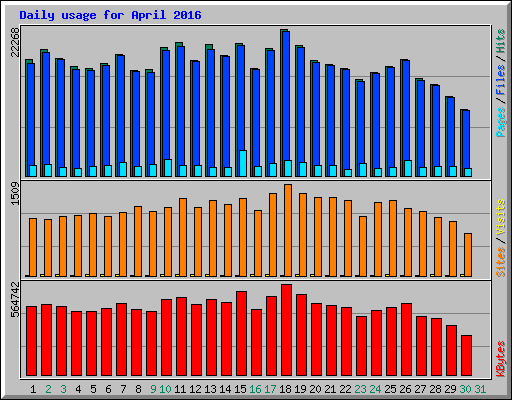 Daily usage for April 2016
22268
Pages / Files / Hits
1509
Sites / Visits
564742
KBytes
1 2 3 4 5 6 7 8 9 10 11 12 13 14 15 16 17 18 19 20 21 22 23 24 25 26 27 28 29 30 31